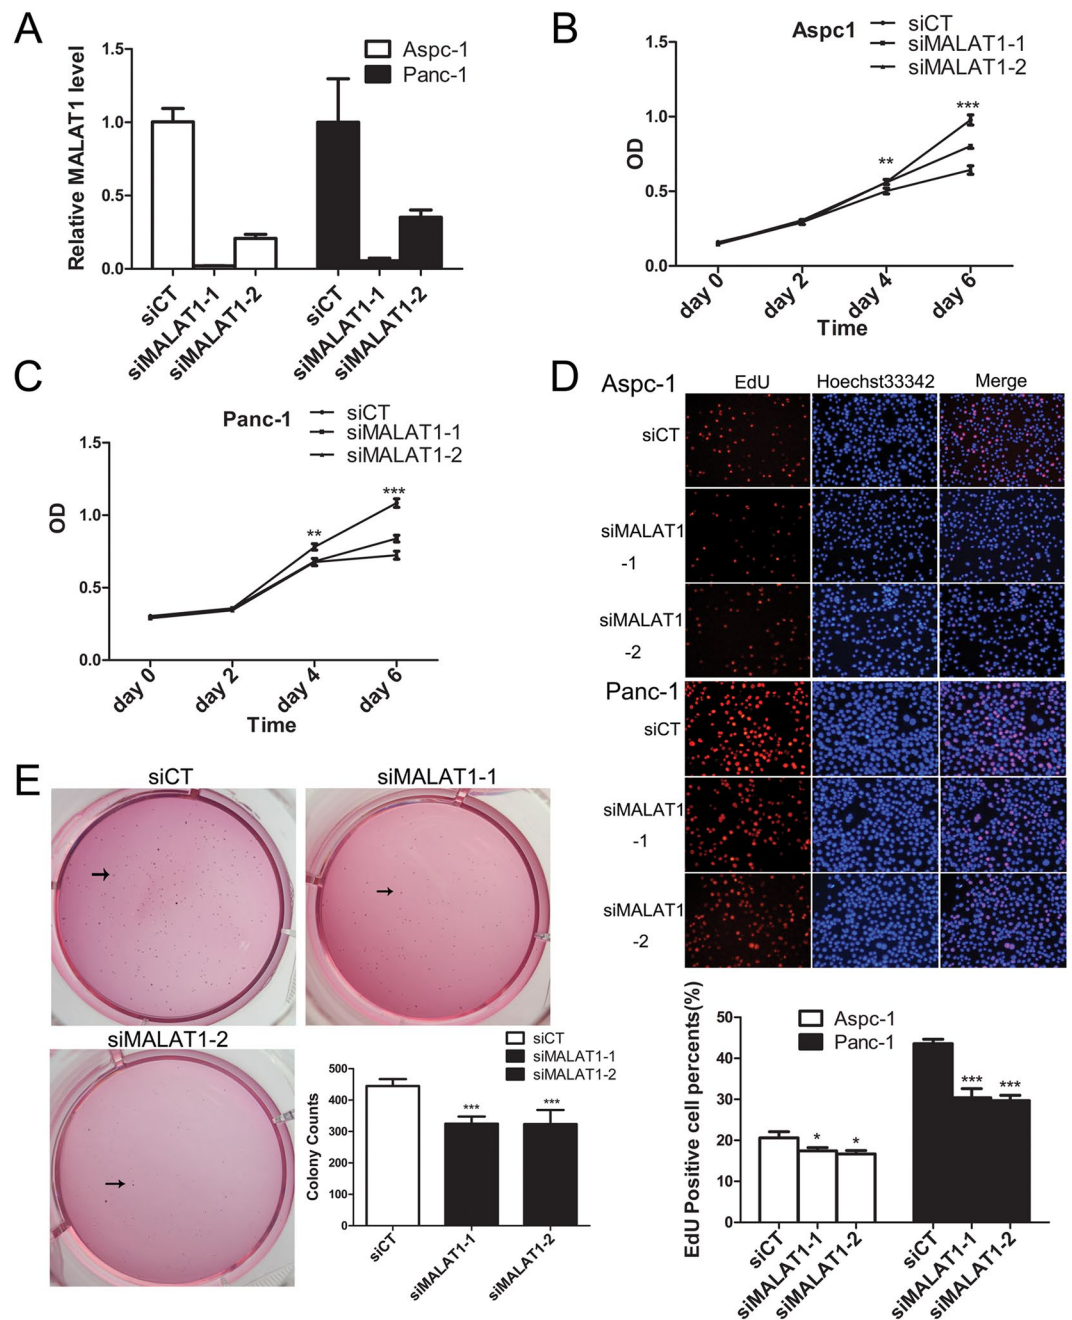 A
1.5
1.0
0.5
0.0
Relative MALAT1 level
Aspc-1
Panc-1
siCT
siMALAT1-1
siMALAT1-2
siCT
siMALAT1-1
siMALAT1-2
B
Aspc1
siCT
siMALAT1-1
siMALAT1-2
1.5
1.0
0.5
0.0
OD
**
***
day 0
day 2
day 4
day 6
Time
C
Panc-1
siCT
siMALAT1-1
siMALAT1-2
1.5
1.0
0.5
0.0
OD
**
***
day 0
day 2
day 4
day 6
Time
D
Aspc-1
EdU
Hoechst33342
Merge
siCT
siMALAT1
-1
siMALAT1
-2
Panc-1
siCT
siMALAT1
-1
siMALAT1
-2
50
40
30
20
10
0
EdU Positive cell percents(%)
Aspc-1
Panc-1
*
*
***
***
siCT
siMALAT1-1
siMALAT1-2
siCT
siMALAT1-1
siMALAT1-2
E
siCT
siMALAT1-1
siMALAT1-2
siCT
siMALAT1-1
siMALAT1-2
500
400
300
200
100
0
Colony Counts
***
***
siCT
siMALAT1-1
siMALAT1-2